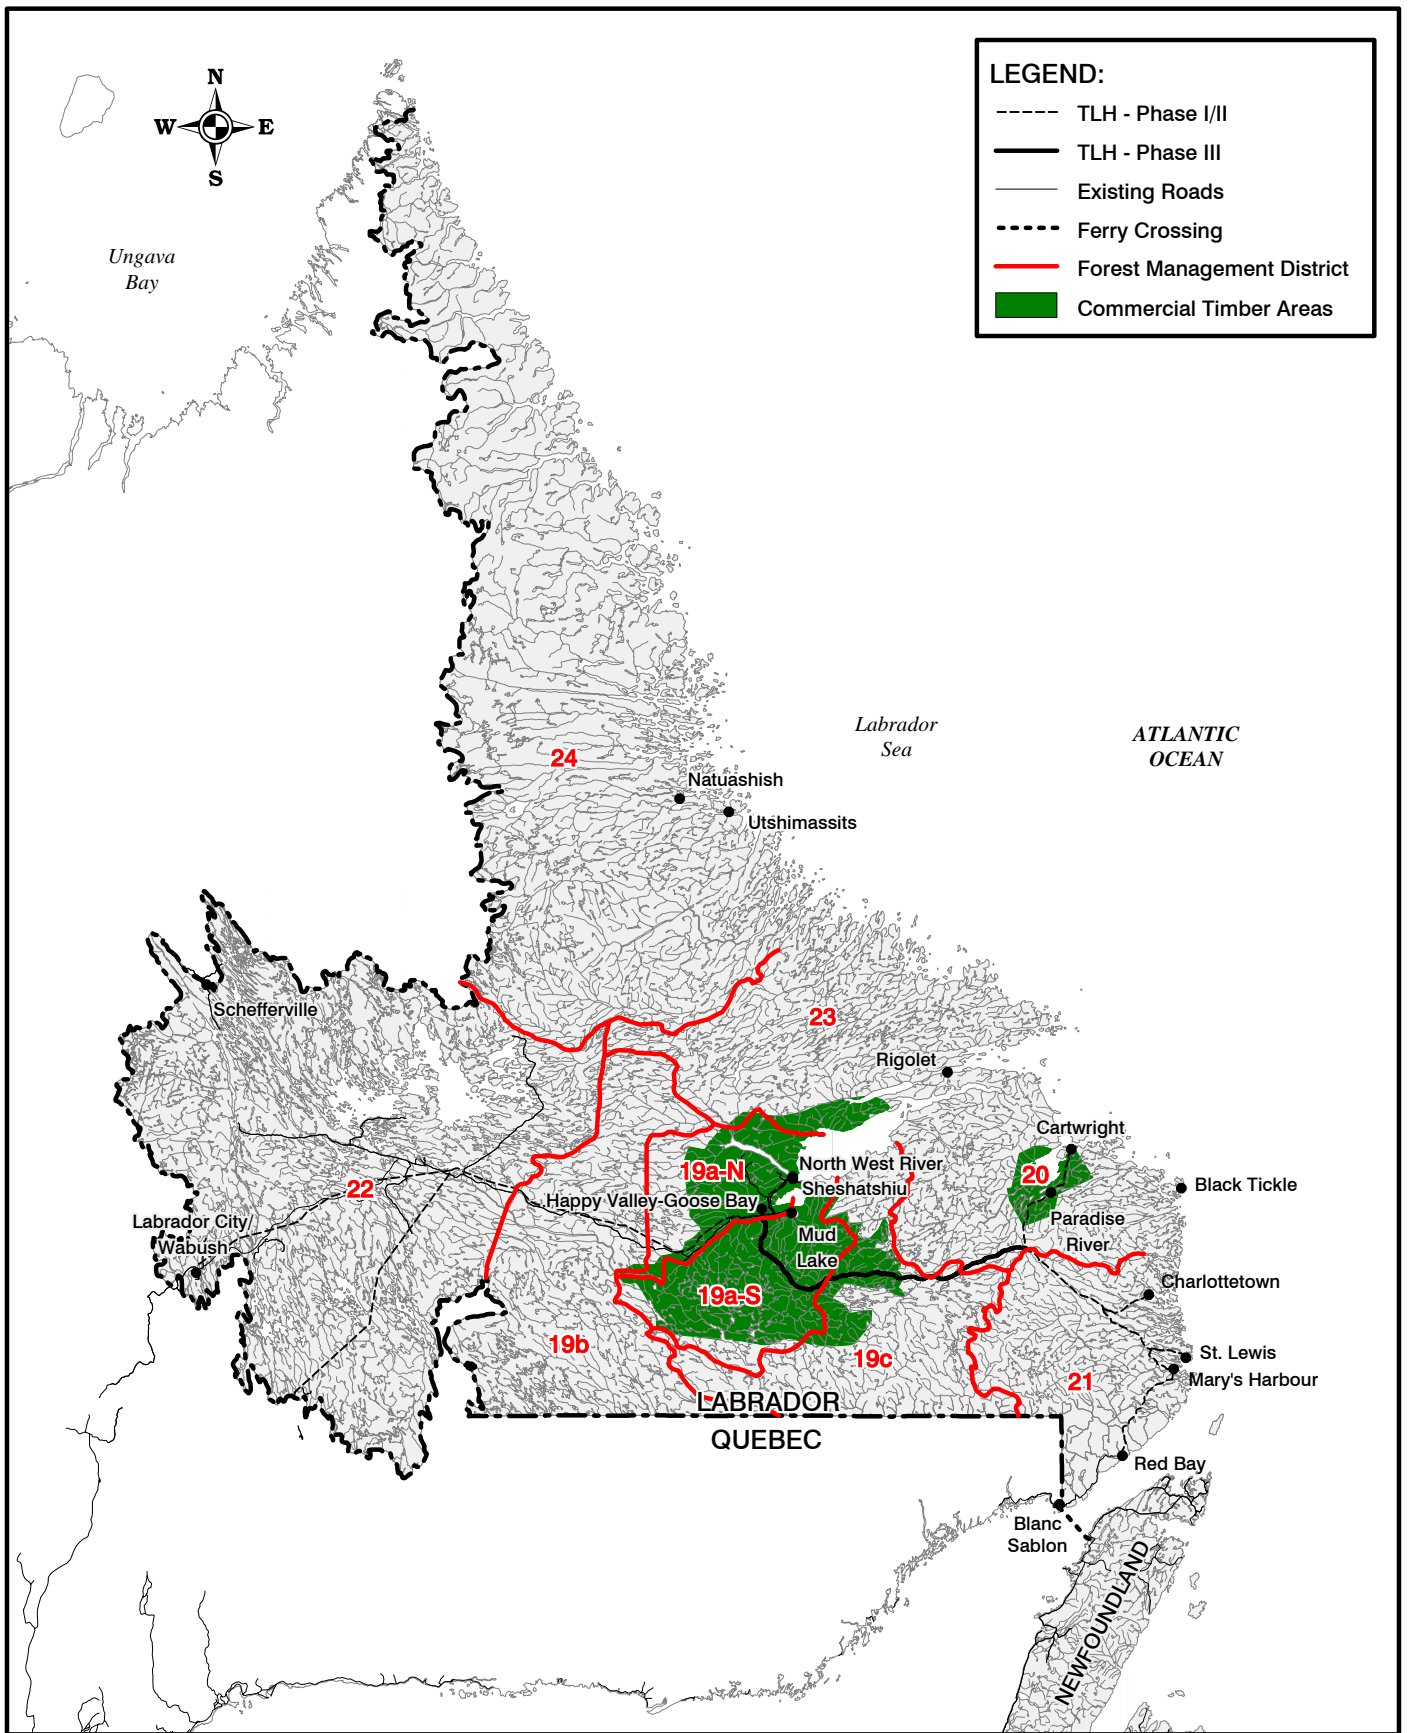 LEGEND:
TLH - Phase I/II
TLH - Phase III
Existing Roads
Ferry Crossing
Forest Management District
Commercial Timber Areas
N
W
E
S
Ungava
Bay
Labrador
Sea
ATLANTIC
OCEAN
24
Natuashish
Utshimassits
Schefferville
23
Rigolet
Cartwright
19a-N
North West River
Sheshatshiu
20
Black Tickle
22
Happy Valley-Goose Bay
Labrador City
Wabush
Mud
Lake
Paradise
River
Charlottetown
19a-S
19b
19c
St. Lewis
Mary's Harbour
21
LABRADOR
QUEBEC
Red Bay
Blanc
Sablon
NEWFOUNDLAND